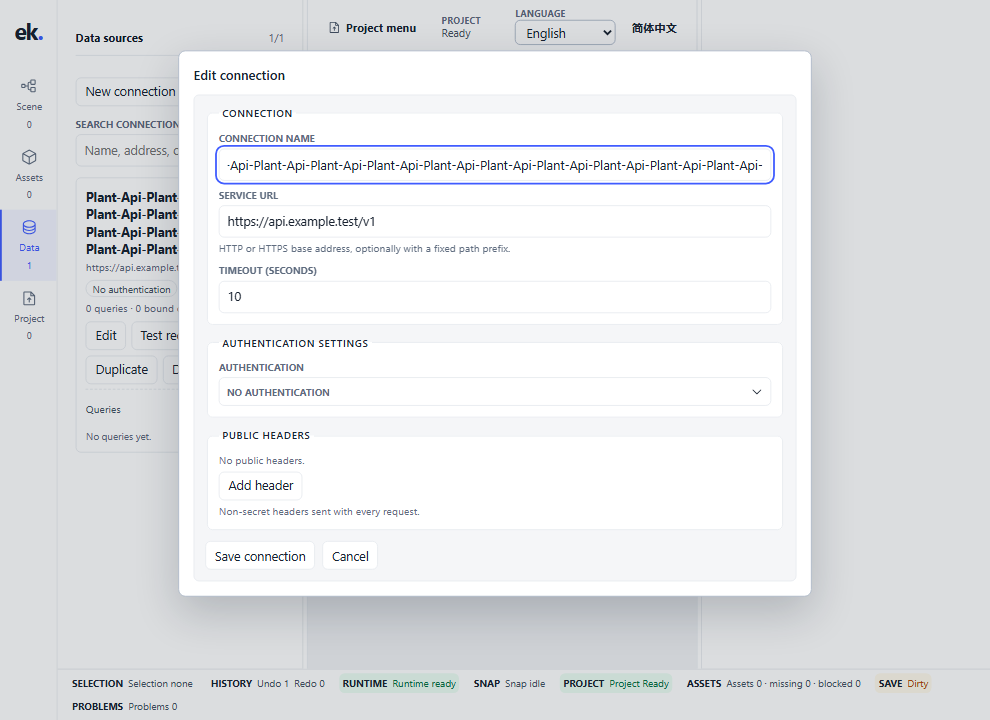 ek.
Scene
0
Assets
0
Data
1
Project
0
Data sources 1/1
New connection
SEARCH CONNECTION
Name, address, c
Plant-Api-Plant
Plant-Api-Plant-
Plant-Api-Plant-
Plant-Api-Plant-
https://api.example.t
No authentication
0 queries · 0 bound
Edit Test re
Duplicate
Queries
No queries yet.
Project menu
PROJECT
Ready
LANGUAGE
English
简体中文
Edit connection
CONNECTION
CONNECTION NAME
-Api-Plant-Api-Plant-Api-Plant-Api-Plant-Api-Plant-Api-Plant-Api-Plant-Api-Plant-Api-Plant-Api-
SERVICE URL
https://api.example.test/v1
HTTP or HTTPS base address, optionally with a fixed path prefix.
TIMEOUT (SECONDS)
10
AUTHENTICATION SETTINGS
AUTHENTICATION
NO AUTHENTICATION
PUBLIC HEADERS
No public headers.
Add header
Non-secret headers sent with every request.
Save connection Cancel
SELECTION Selection none HISTORY Undo 1 Redo 0 RUNTIME Runtime ready SNAP Snap idle PROJECT Project Ready ASSETS Assets 0 · missing 0 · blocked 0 SAVE Dirty
PROBLEMS Problems 0